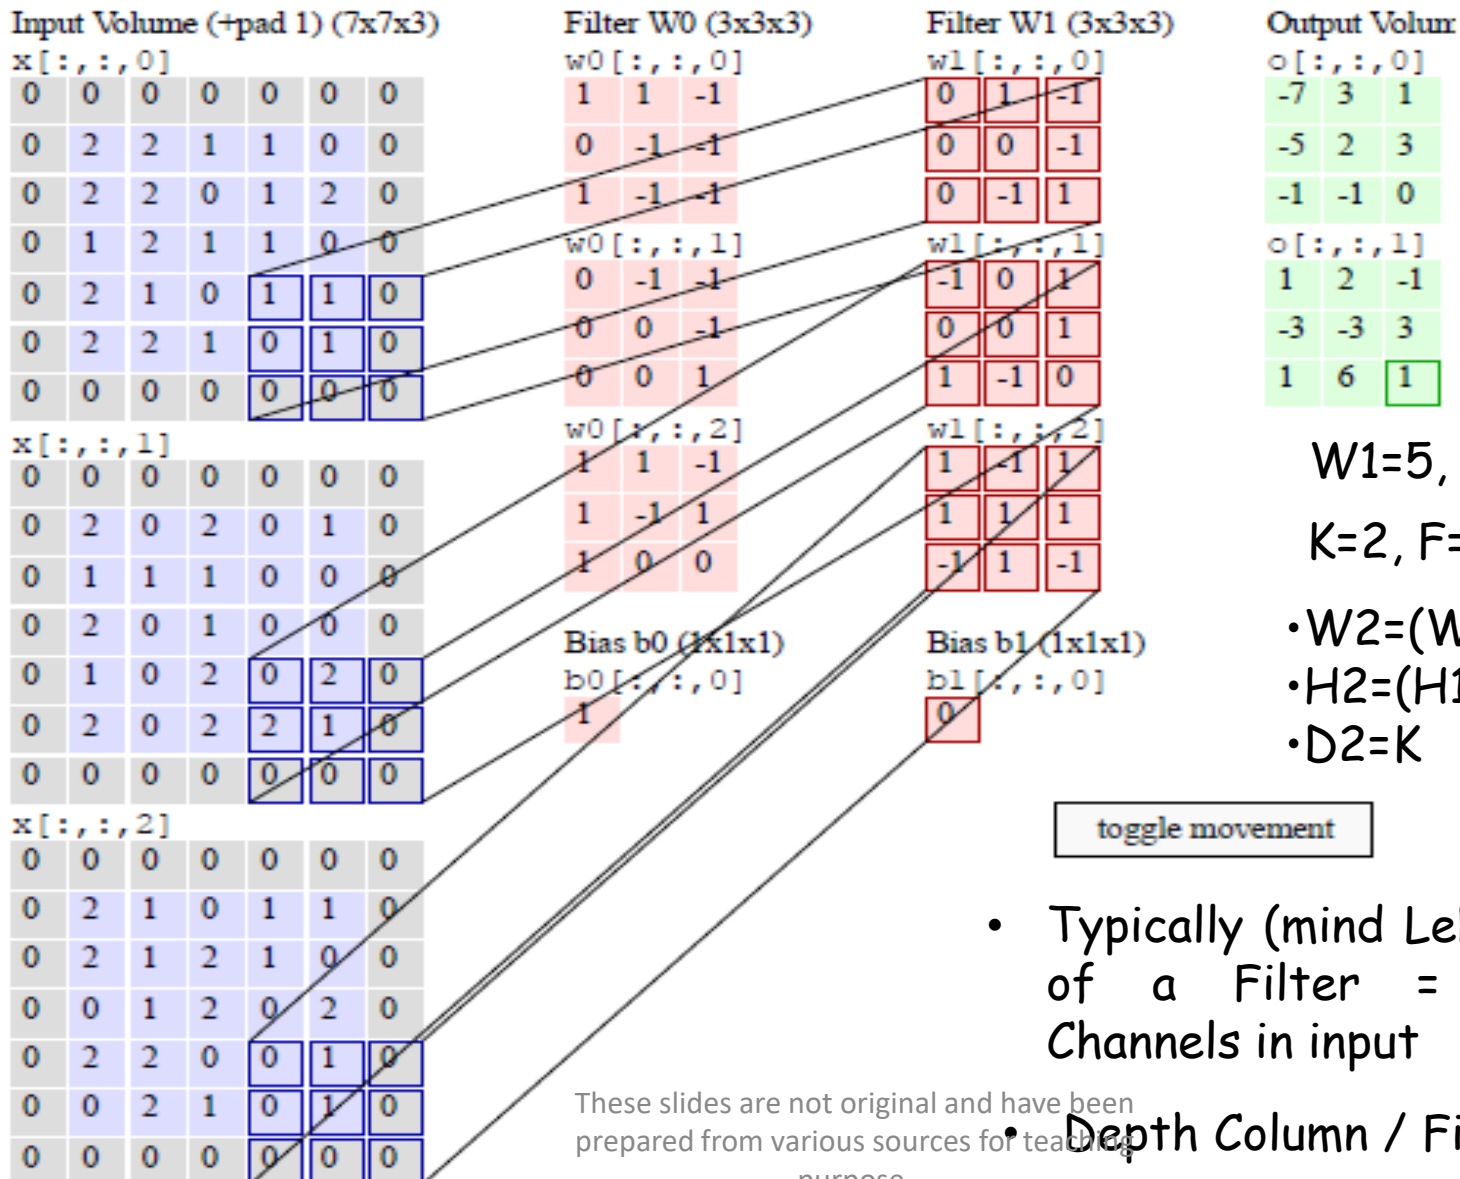 Input Volume (+pad 1) (7x7x3)
x[:,:,0]
0 0 0 0 0 0 0
0 2 2 1 1 0 0
0 2 2 0 1 2 0
0 1 2 1 1 0 0
0 2 1 0 1 1 0
0 2 2 1 0 1 0
0 0 0 0 0 0 0
x[:,:,1]
0 0 0 0 0 0 0
0 2 0 2 0 1 0
0 1 1 1 0 0 0
0 2 0 1 0 0 0
0 1 0 2 0 2 0
0 2 0 2 2 1 0
0 0 0 0 0 0 0
x[:,:,2]
0 0 0 0 0 0 0
0 2 1 0 1 1 0
0 2 1 2 1 0 0
0 0 1 2 0 2 0
0 2 2 0 0 1 0
0 0 2 1 0 1 0
0 0 0 0 0 0 0
Filter W0 (3x3x3)
w0[:,:,0]
1 1 -1
0 -1 -1
1 -1 -1
w0[:,:,1]
0 -1 -1
0 0 -1
0 0 1
w0[:,:,2]
1 1 -1
1 -1 1
1 0 0
Bias b0 (1x1x1)
b0[:,:,0]
1
Filter W1 (3x3x3)
w1[:,:,0]
0 1 -1
0 0 -1
0 -1 1
w1[:,:,1]
-1 0 1
0 0 1
1 -1 0
w1[:,:,2]
1 -1 1
1 1 1
-1 1 -1
Bias b1 (1x1x1)
b1[:,:,0]
0
Output Volum
o[:,:,0]
-7 3 1
-5 2 3
-1 -1 0
o[:,:,1]
1 2 -1
-3 -3 3
1 6 1
W1=5,
K=2, F=
•W2=(W
•H2=(H1
•D2=K
toggle movement
• Typically (mind Le
of a Filter =
Channels in input
• Depth Column / Fi
These slides are not original and have been
prepared from various sources for teaching
purpose